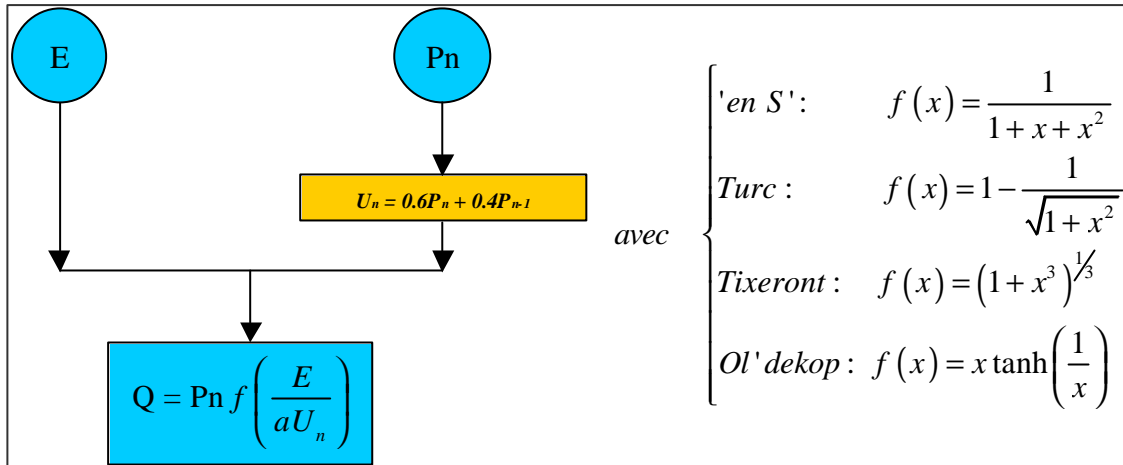 E
Pn
Uₙ = 0.6Pₙ + 0.4Pₙ₋₁
Q = Pn f(E / aUₙ)
avec
'en S': f(x) = 1 / (1 + x + x²)
Turc: f(x) = 1 − 1 / √(1 + x²)
Tixeront: f(x) = (1 + x³)^(1/3)
Ol'dekop: f(x) = x tanh(1 / x)